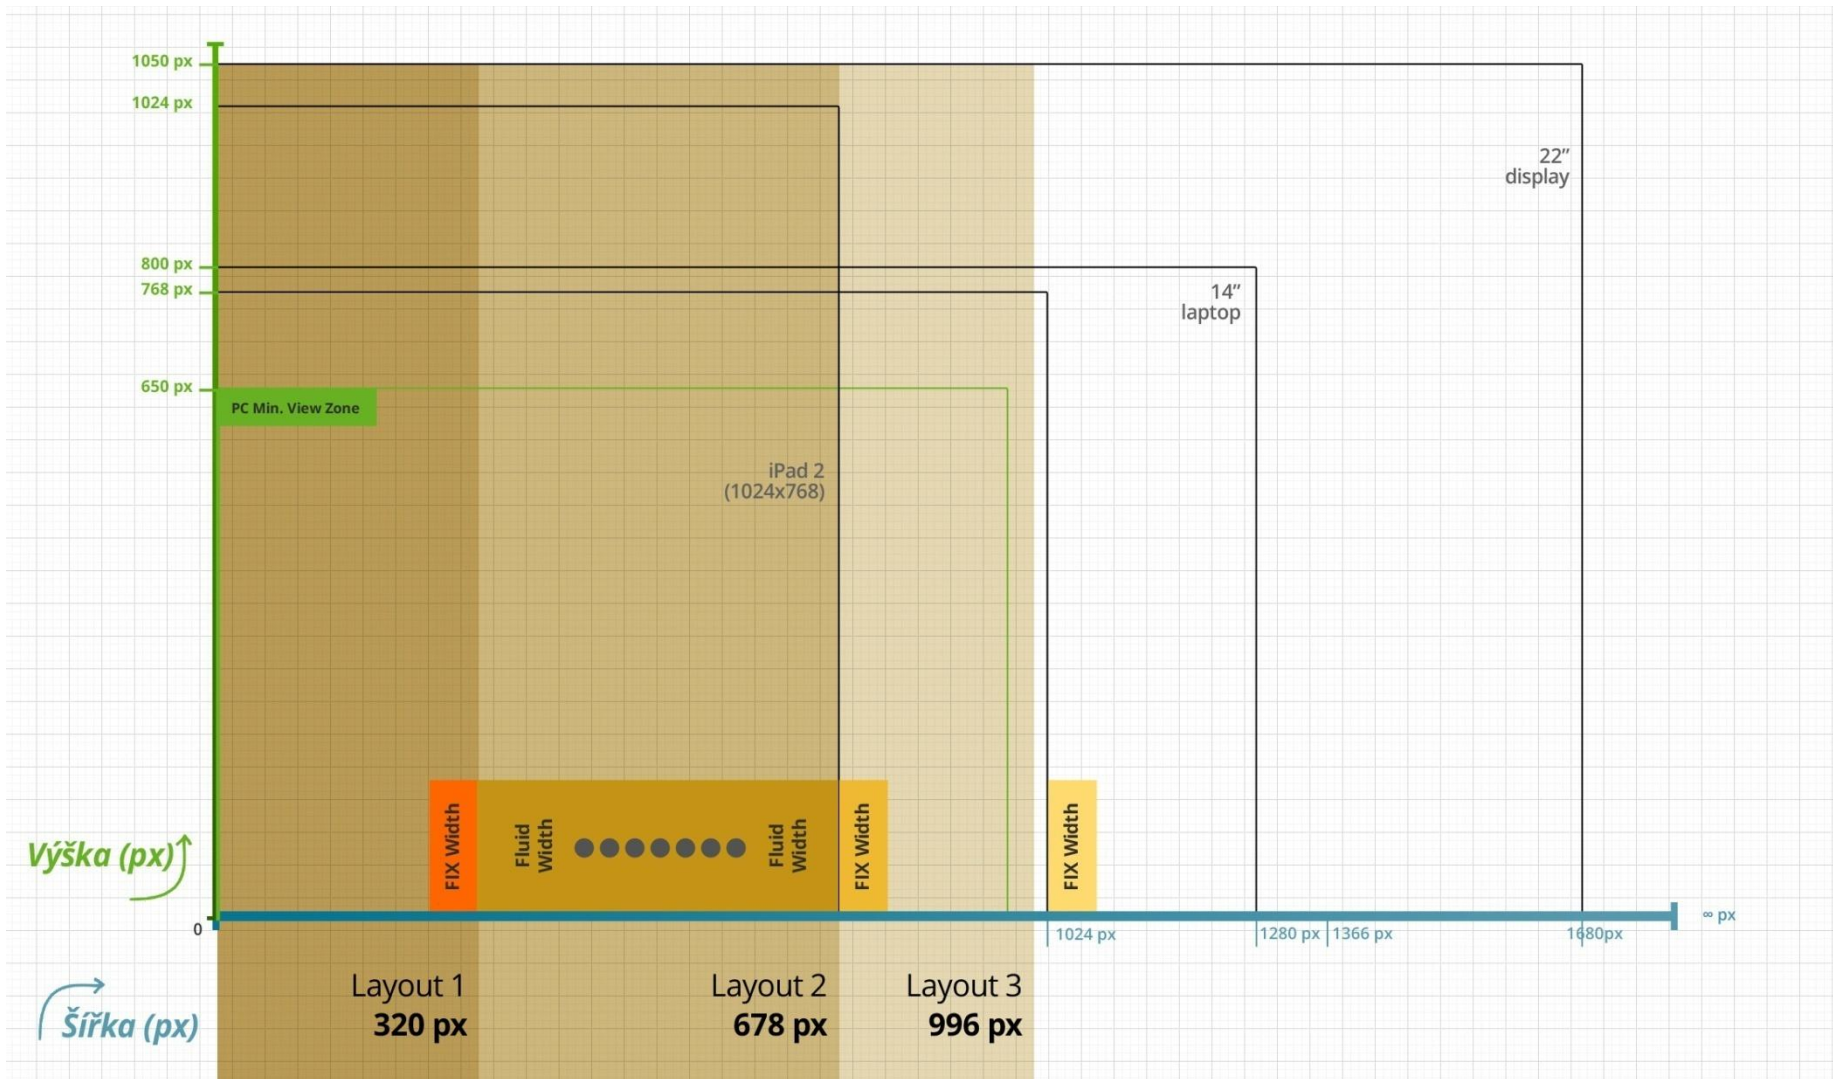 1050 px
1024 px
22”
display
800 px
768 px
14”
laptop
650 px
PC Min. View Zone
iPad 2
(1024x768)
FIX Width
Fluid
Width
Fluid
Width
FIX Width
FIX Width
Výška (px)
0
∞ px
1024 px
1280 px
1366 px
1680px
Layout 1
320 px
Layout 2
678 px
Layout 3
996 px
Šířka (px)